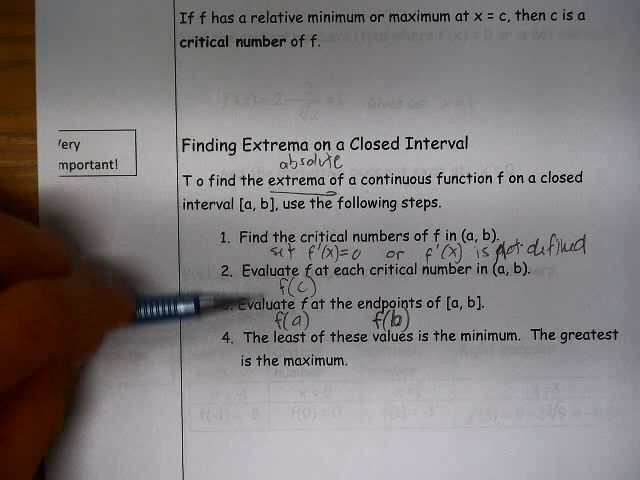 If f has a relative minimum or maximum at x = c, then c is a
critical number of f.
Very
mportant!
Finding Extrema on a Closed Interval
absolute
To find the extrema of a continuous function f on a closed
interval [a, b], use the following steps.
1. Find the critical numbers of f in (a, b).
set f'(x)=0 or f'(x) is not defined
2. Evaluate f at each critical number in (a, b).
f(c)
3. Evaluate f at the endpoints of [a, b].
f(a) f(b)
4. The least of these values is the minimum. The greatest
is the maximum.